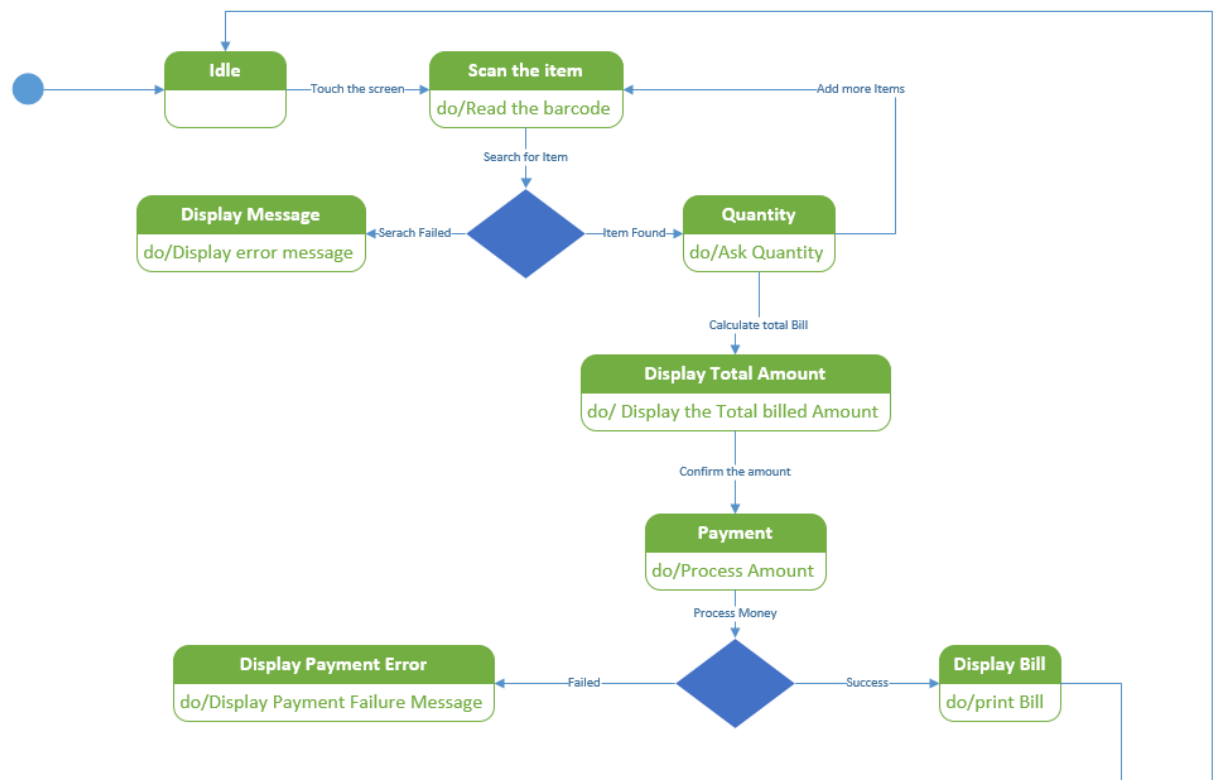 Idle
Touch the screen
Scan the item
do/Read the barcode
Add more Items
Search for Item
Display Message
do/Display error message
Serach Failed
Item Found
Quantity
do/Ask Quantity
Calculate total Bill
Display Total Amount
do/ Display the Total billed Amount
Confirm the amount
Payment
do/Process Amount
Process Money
Display Payment Error
do/Display Payment Failure Message
Failed
Success
Display Bill
do/print Bill